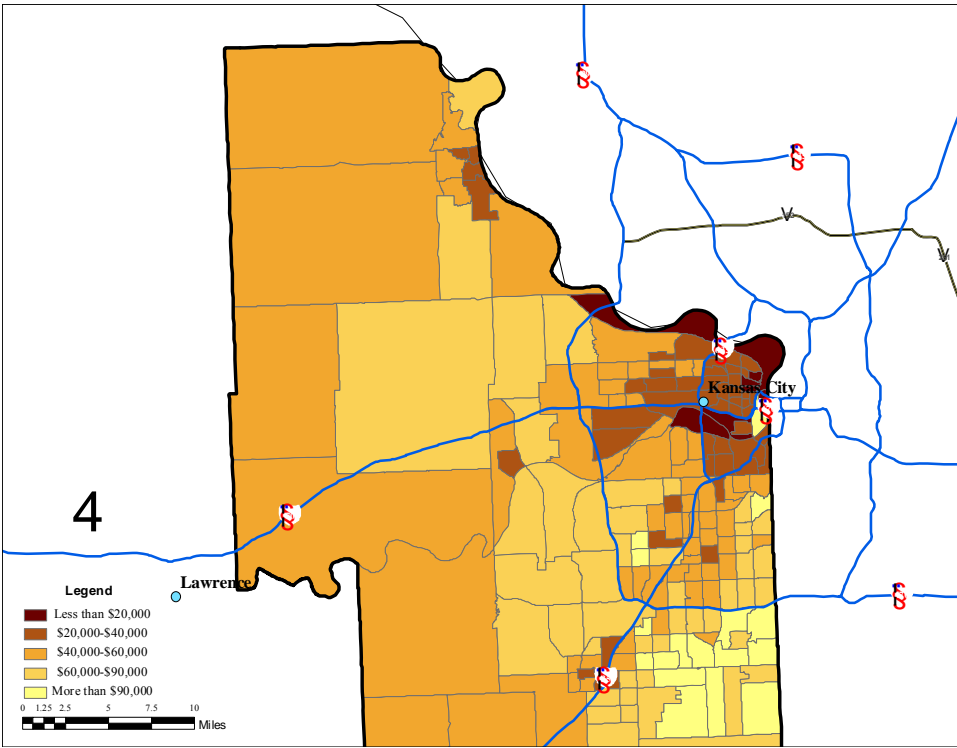 V
V
Kansas City
4
Lawrence
Legend
Less than $20,000
$20,000-$40,000
$40,000-$60,000
$60,000-$90,000
More than $90,000
0 1.25 2.5 5 7.5 10
Miles